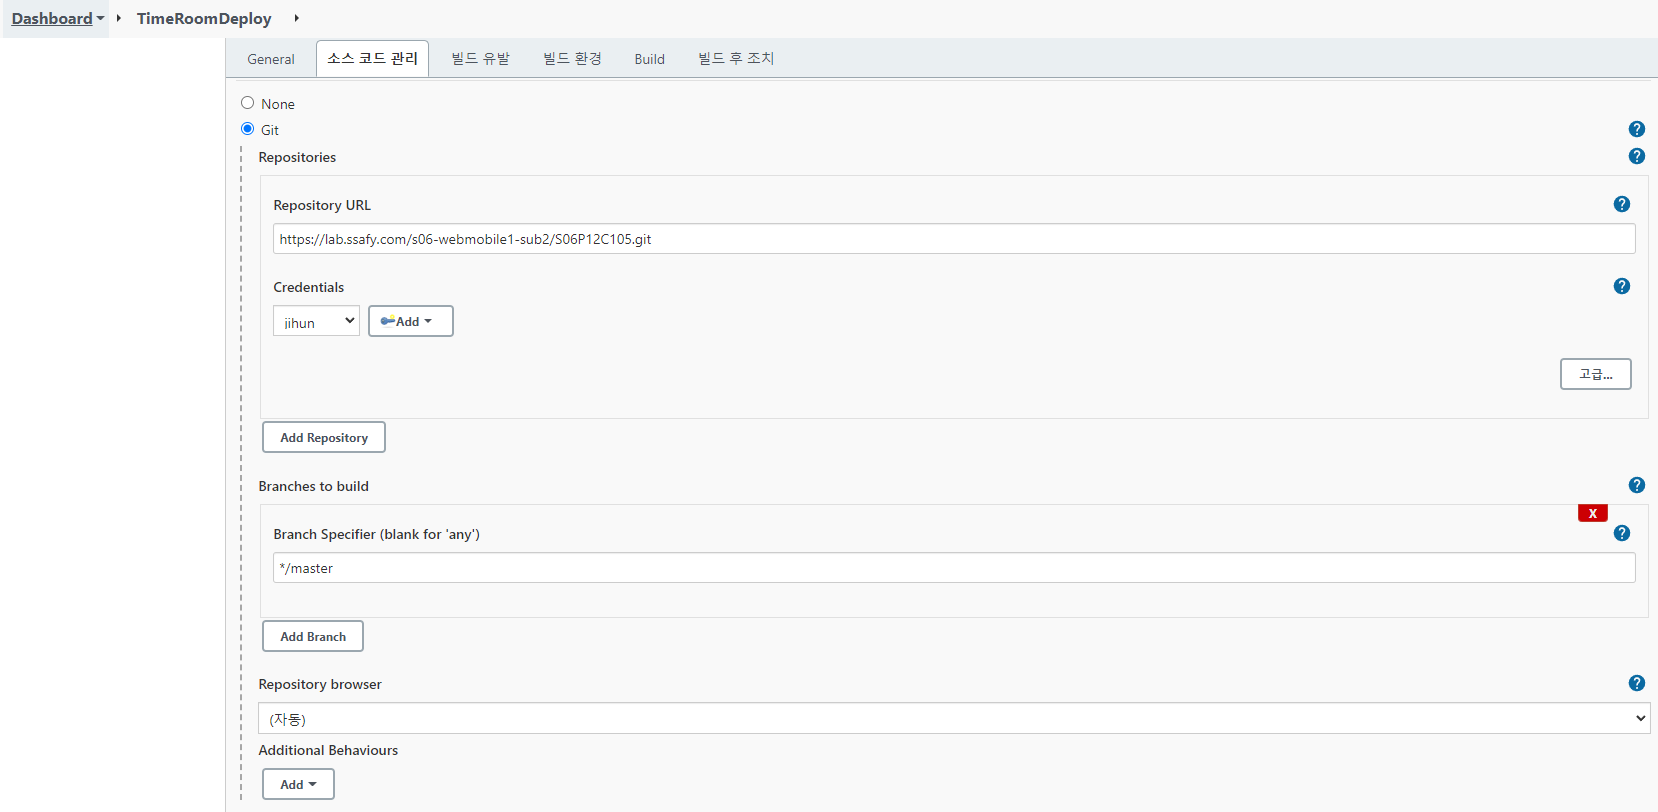 Dashboard TimeRoomDeploy
General 소스 코드 관리 빌드 유발 빌드 환경 Build 빌드 후 조치
None
Git
Repositories
Repository URL
https://lab.ssafy.com/s06-webmobile1-sub2/S06P12C105.git
Credentials
jihun Add
고급...
Add Repository
Branches to build
X
Branch Specifier (blank for 'any')
*/master
Add Branch
Repository browser
(자동)
Additional Behaviours
Add